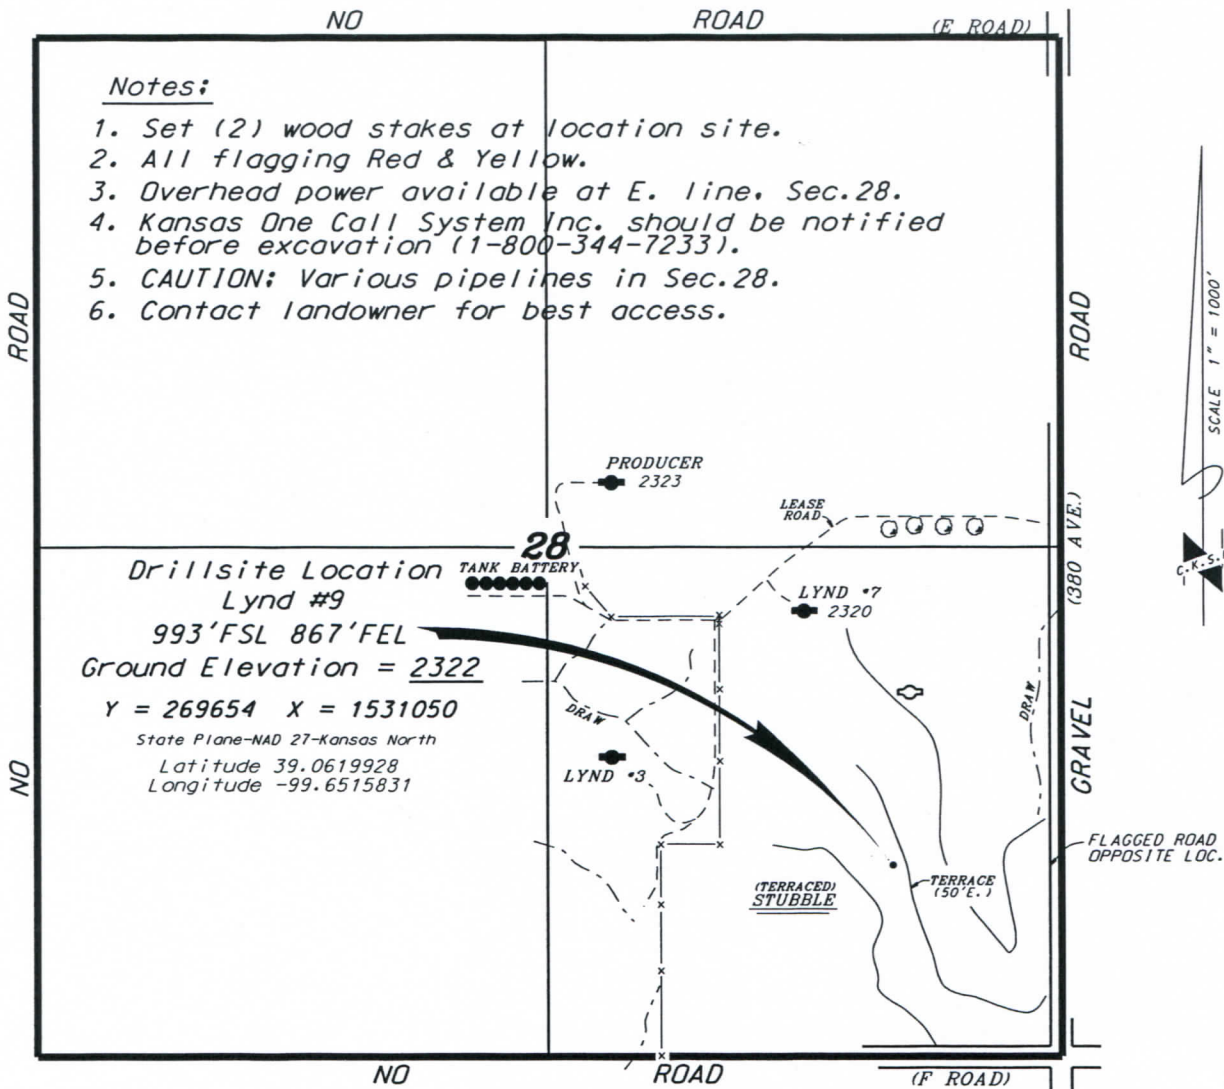 NO ROAD (E ROAD)
Notes:
1. Set (2) wood stakes at location site.
2. All flagging Red & Yellow.
3. Overhead power available at E. line, Sec.28.
4. Kansas One Call System Inc. should be notified
before excavation (1-800-344-7233).
5. CAUTION: Various pipelines in Sec.28.
6. Contact landowner for best access.
ROAD
ROAD
SCALE 1" = 1000'
PRODUCER
2323
LEASE
ROAD
(380 AVE.)
28
C.K.S.
TANK BATTERY
Drillsite Location
Lynd #9
993'FSL 867'FEL
Ground Elevation = 2322
Y = 269654 X = 1531050
State Plane-NAD 27-Kansas North
Latitude 39.0619928
Longitude -99.6515831
LYND #7
2320
DRAW
DRAW
LYND #3
NO
GRAVEL
FLAGGED ROAD
OPPOSITE LOC.
(TERRACED)
STUBBLE
TERRACE
(50'E.)
NO ROAD (F ROAD)